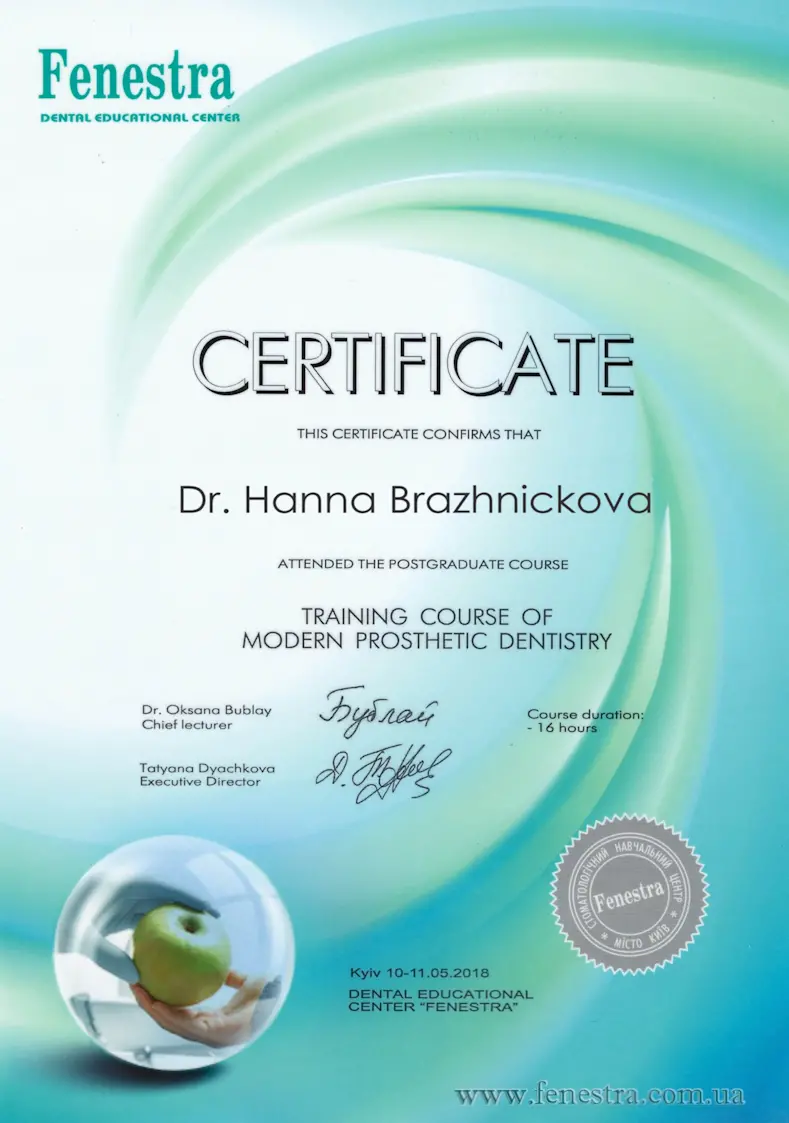 Fenestra
DENTAL EDUCATIONAL CENTER
CERTIFICATE
THIS CERTIFICATE CONFIRMS THAT
Dr. Hanna Brazhnickova
ATTENDED THE POSTGRADUATE COURSE
TRAINING COURSE OF
MODERN PROSTHETIC DENTISTRY
Dr. Oksana Bublay
Chief lecturer
Бублай
Course duration:
- 16 hours
Tatyana Dyachkova
Executive Director
СТОМАТОЛОГІЧНИЙ НАВЧАЛЬНИЙ ЦЕНТР
Fenestra
* МІСТО КИЇВ *
Kyiv 10-11.05.2018
DENTAL EDUCATIONAL
CENTER "FENESTRA"
www.fenestra.com.ua